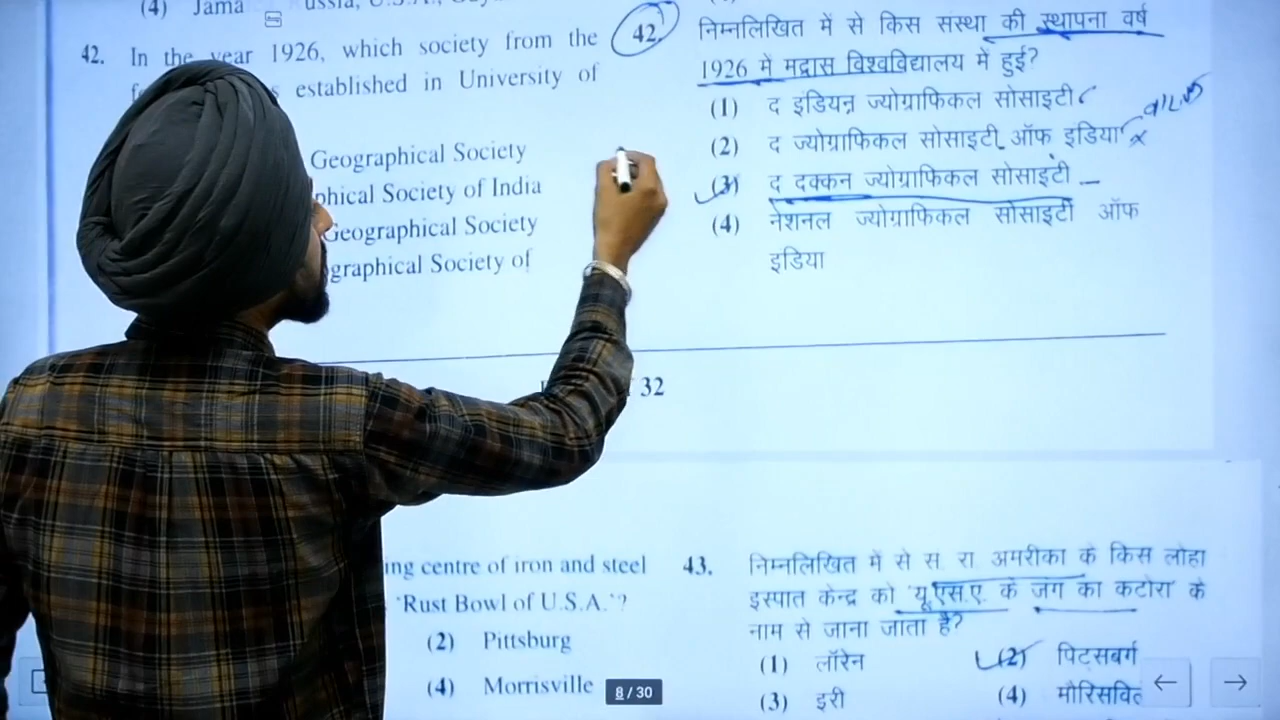 (4) Jama
42. In the year 1926, which society from the
established in University of
Geographical Society
phical Society of India
Geographical Society
graphical Society of
42. निम्नलिखित में से किस संस्था की स्थापना वर्ष
1926 में मद्रास विश्वविद्यालय में हुई?
(1) द इंडियन ज्योग्राफिकल सोसाइटी
(2) द ज्योग्राफिकल सोसाइटी ऑफ इंडिया
(3) द दक्कन ज्योग्राफिकल सोसाइटी
(4) नेशनल ज्योग्राफिकल सोसाइटी ऑफ
इंडिया
32
ing centre of iron and steel
'Rust Bowl of U.S.A.'?
(2) Pittsburg
(4) Morrisville
43. निम्नलिखित में से स. रा. अमरीका के किस लोहा
इस्पात केन्द्र को 'यू.एस.ए. के जंग का कटोरा' के
नाम से जाना जाता है?
(1) लॉरेन (2) पिट्सबर्ग
(3) इरी (4) मौरिसवि
8 / 30